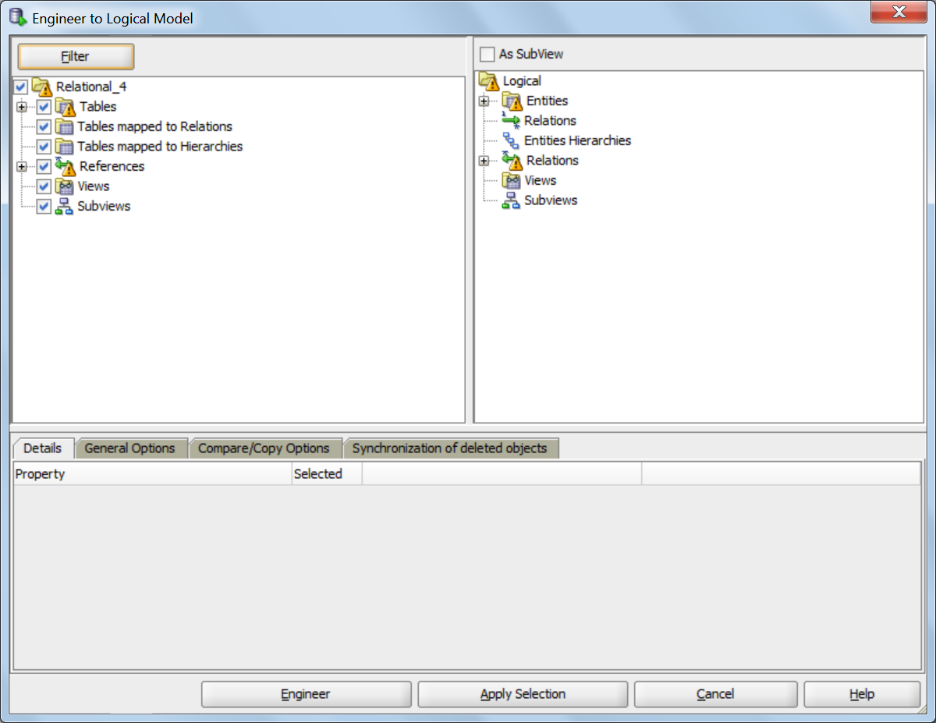 Engineer to Logical Model
Filter
Relational_4
Tables
Tables mapped to Relations
Tables mapped to Hierarchies
References
Views
Subviews
As SubView
Logical
Entities
Relations
Entities Hierarchies
Relations
Views
Subviews
Details General Options Compare/Copy Options Synchronization of deleted objects
Property Selected
Engineer Apply Selection Cancel Help